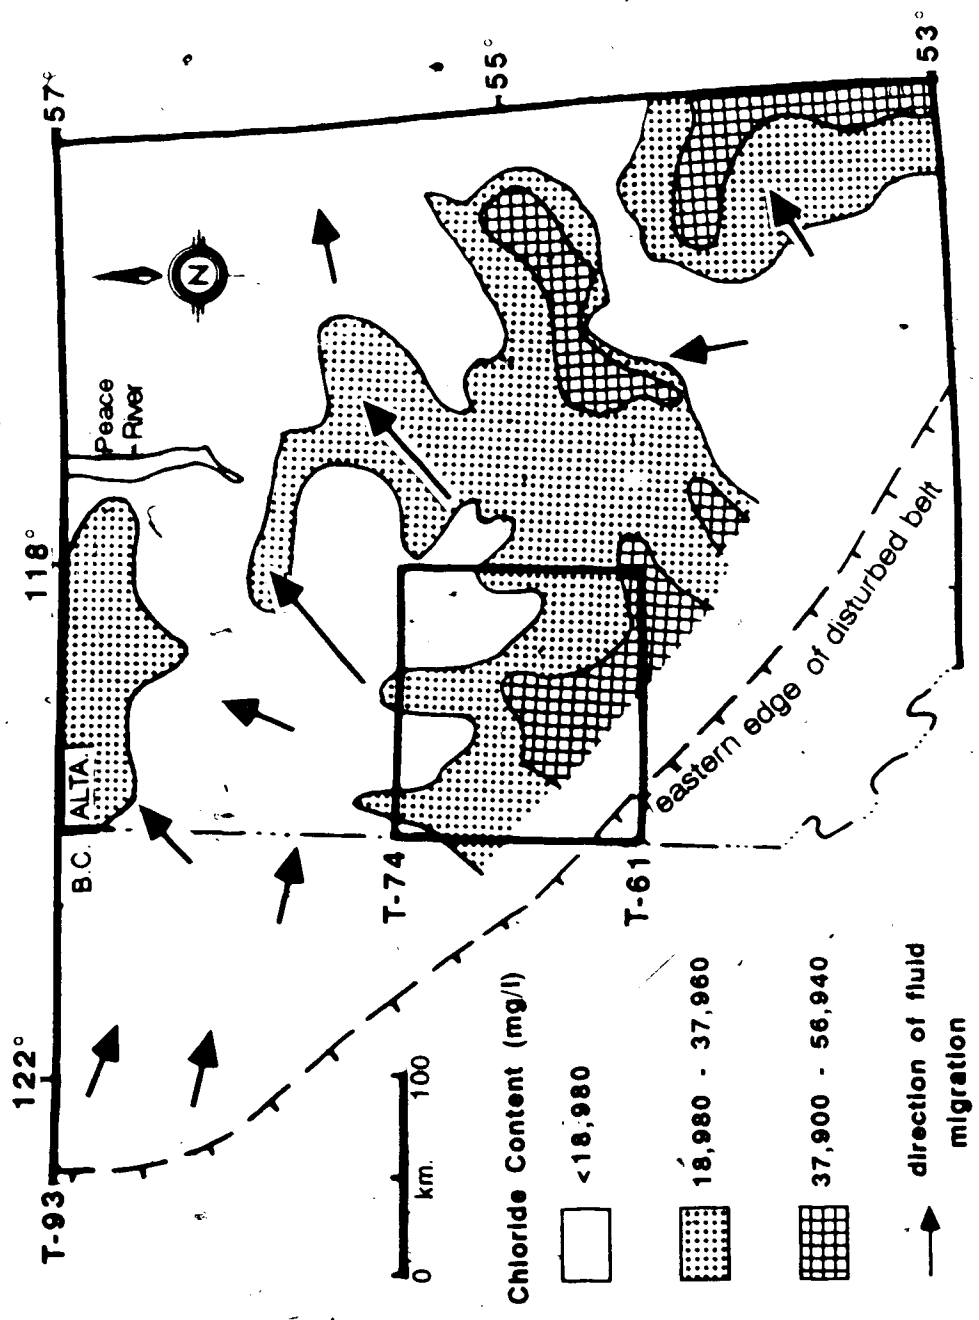 122°
118°
57°
55°
53°
T-93
B.C.
ALTA.
Peace
River
N
T-74
T-61
eastern edge of disturbed belt
0
100
km.
Chloride Content (mg/l)
<18,980
18,980 - 37,960
37,900 - 56,940
direction of fluid
migration